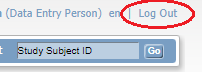 (Data Entry Person) en | Log Out
Study Subject ID Go